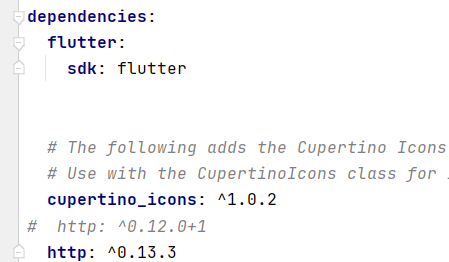 dependencies:
  flutter:
    sdk: flutter
  # The following adds the Cupertino Icons
  # Use with the CupertinoIcons class for
  cupertino_icons: ^1.0.2
#  http: ^0.12.0+1
  http: ^0.13.3